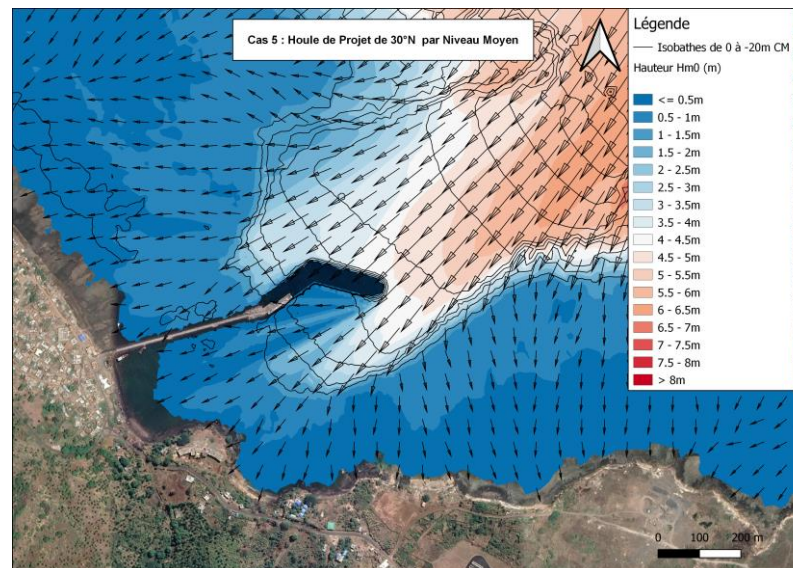 Cas 5 : Houle de Projet de 30°N par Niveau Moyen
Légende
Isobathes de 0 à -20m CM
Hauteur Hm0 (m)
<= 0.5m
0.5 - 1m
1 - 1.5m
1.5 - 2m
2 - 2.5m
2.5 - 3m
3 - 3.5m
3.5 - 4m
4 - 4.5m
4.5 - 5m
5 - 5.5m
5.5 - 6m
6 - 6.5m
6.5 - 7m
7 - 7.5m
7.5 - 8m
> 8m
0 100 200 m